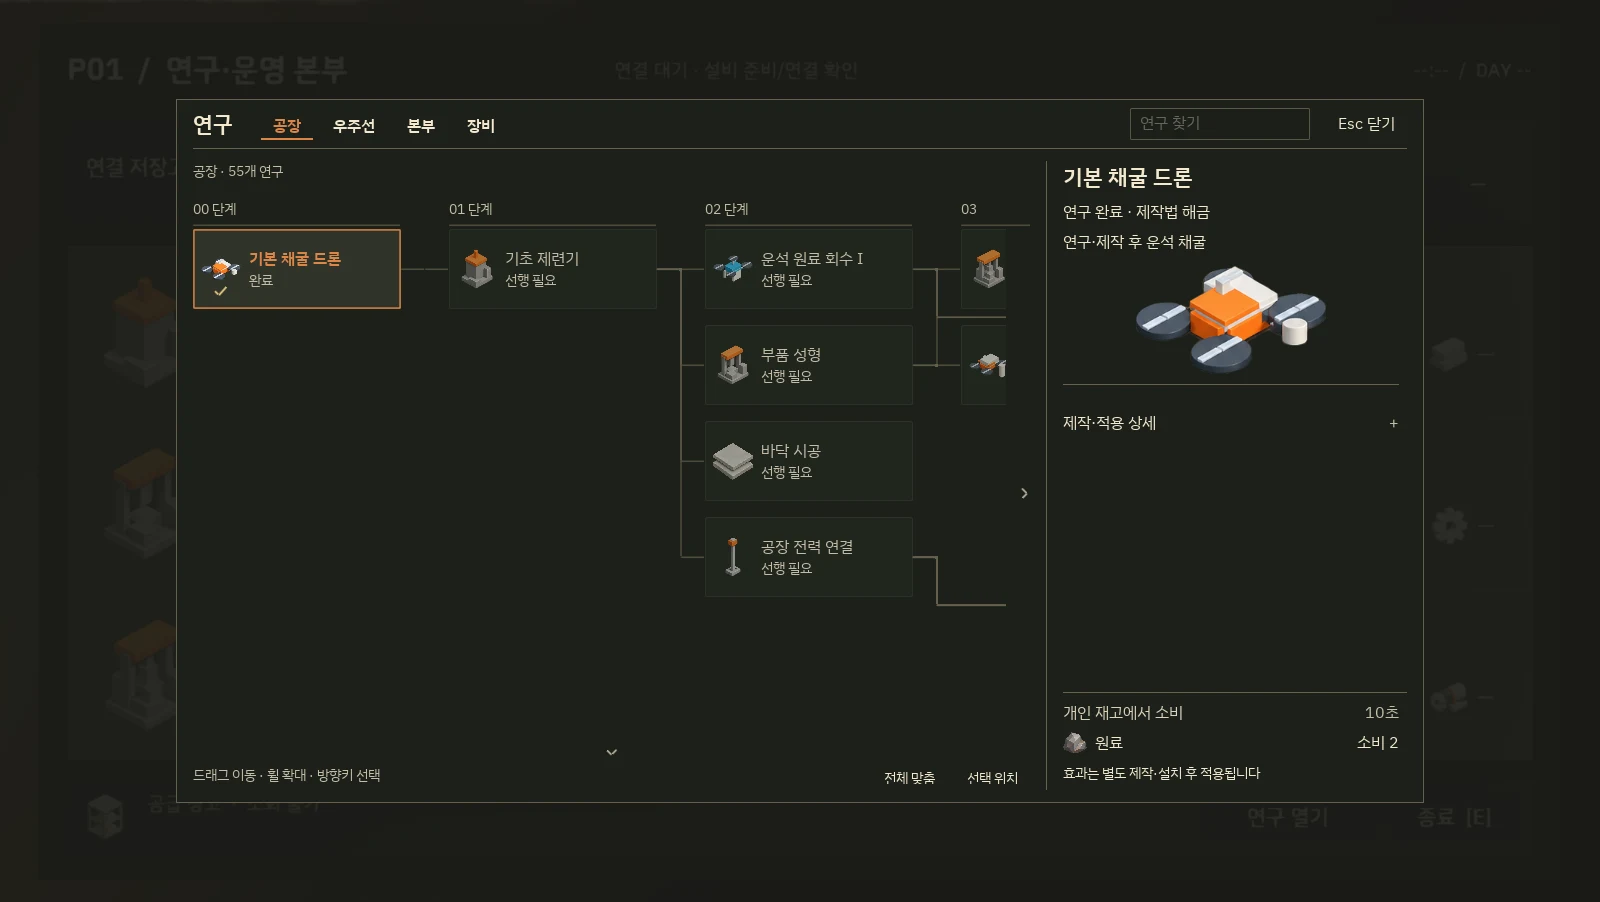 P01 / 연구·운영 본부
연결 대기 · 설비 준비/연결 확인
--:-- / DAY --
연구
공장
우주선
본부
장비
연구 찾기
Esc 닫기
연결 저장고
공장 · 55개 연구
00 단계
01 단계
02 단계
03
기본 채굴 드론
완료
기초 제련기
선행 필요
운석 원료 회수 I
선행 필요
부품 성형
선행 필요
바닥 시공
선행 필요
공장 전력 연결
선행 필요
드래그 이동 · 휠 확대 · 방향키 선택
전체 맞춤
선택 위치
기본 채굴 드론
연구 완료 · 제작법 해금
연구·제작 후 운석 채굴
제작·적용 상세
+
개인 재고에서 소비
10초
원료
소비 2
효과는 별도 제작·설치 후 적용됩니다
연구 열기
종료 [E]